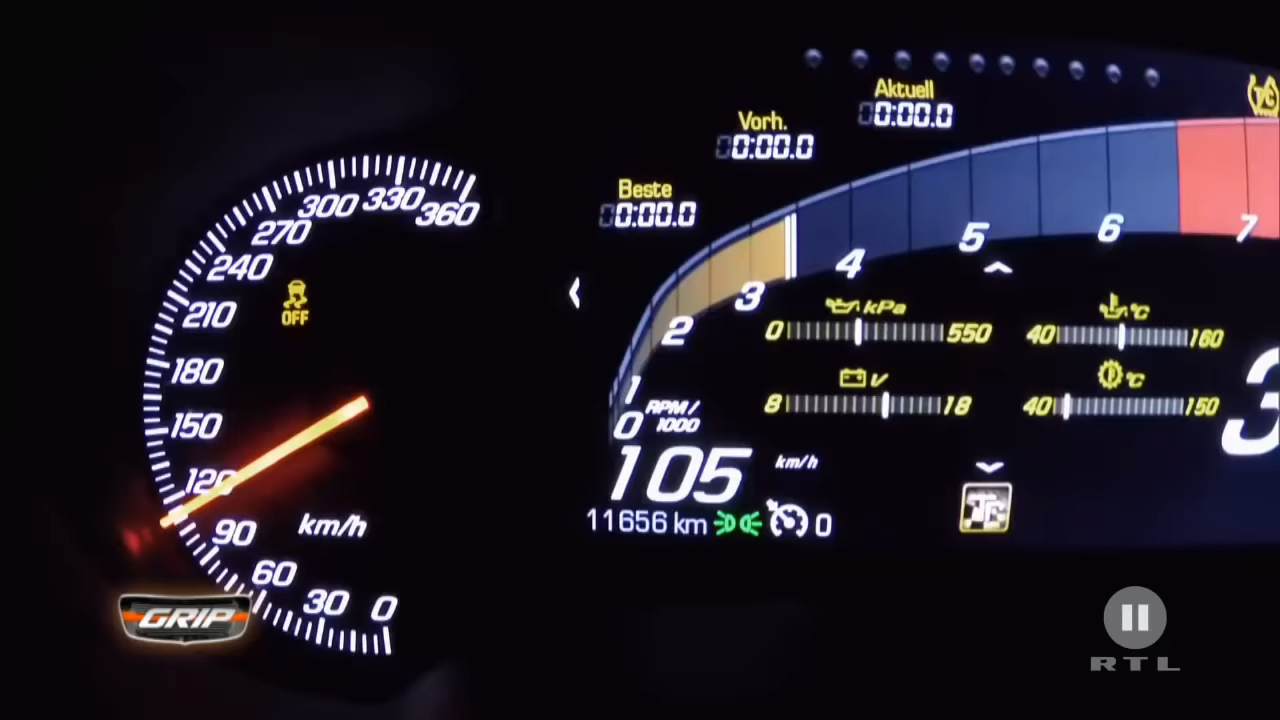 Aktuell
0:00.0
Vorh.
0:00.0
Beste
0:00.0
360
330
300
270
240
210
180
150
120
90
60
30
0
km/h
OFF
0
1
2
3
4
5
6
7
RPM/
1000
kPa
0 550
°C
40 160
V
8 18
°C
40 150
3
105 km/h
11656 km 0
GRIP
II
RTL